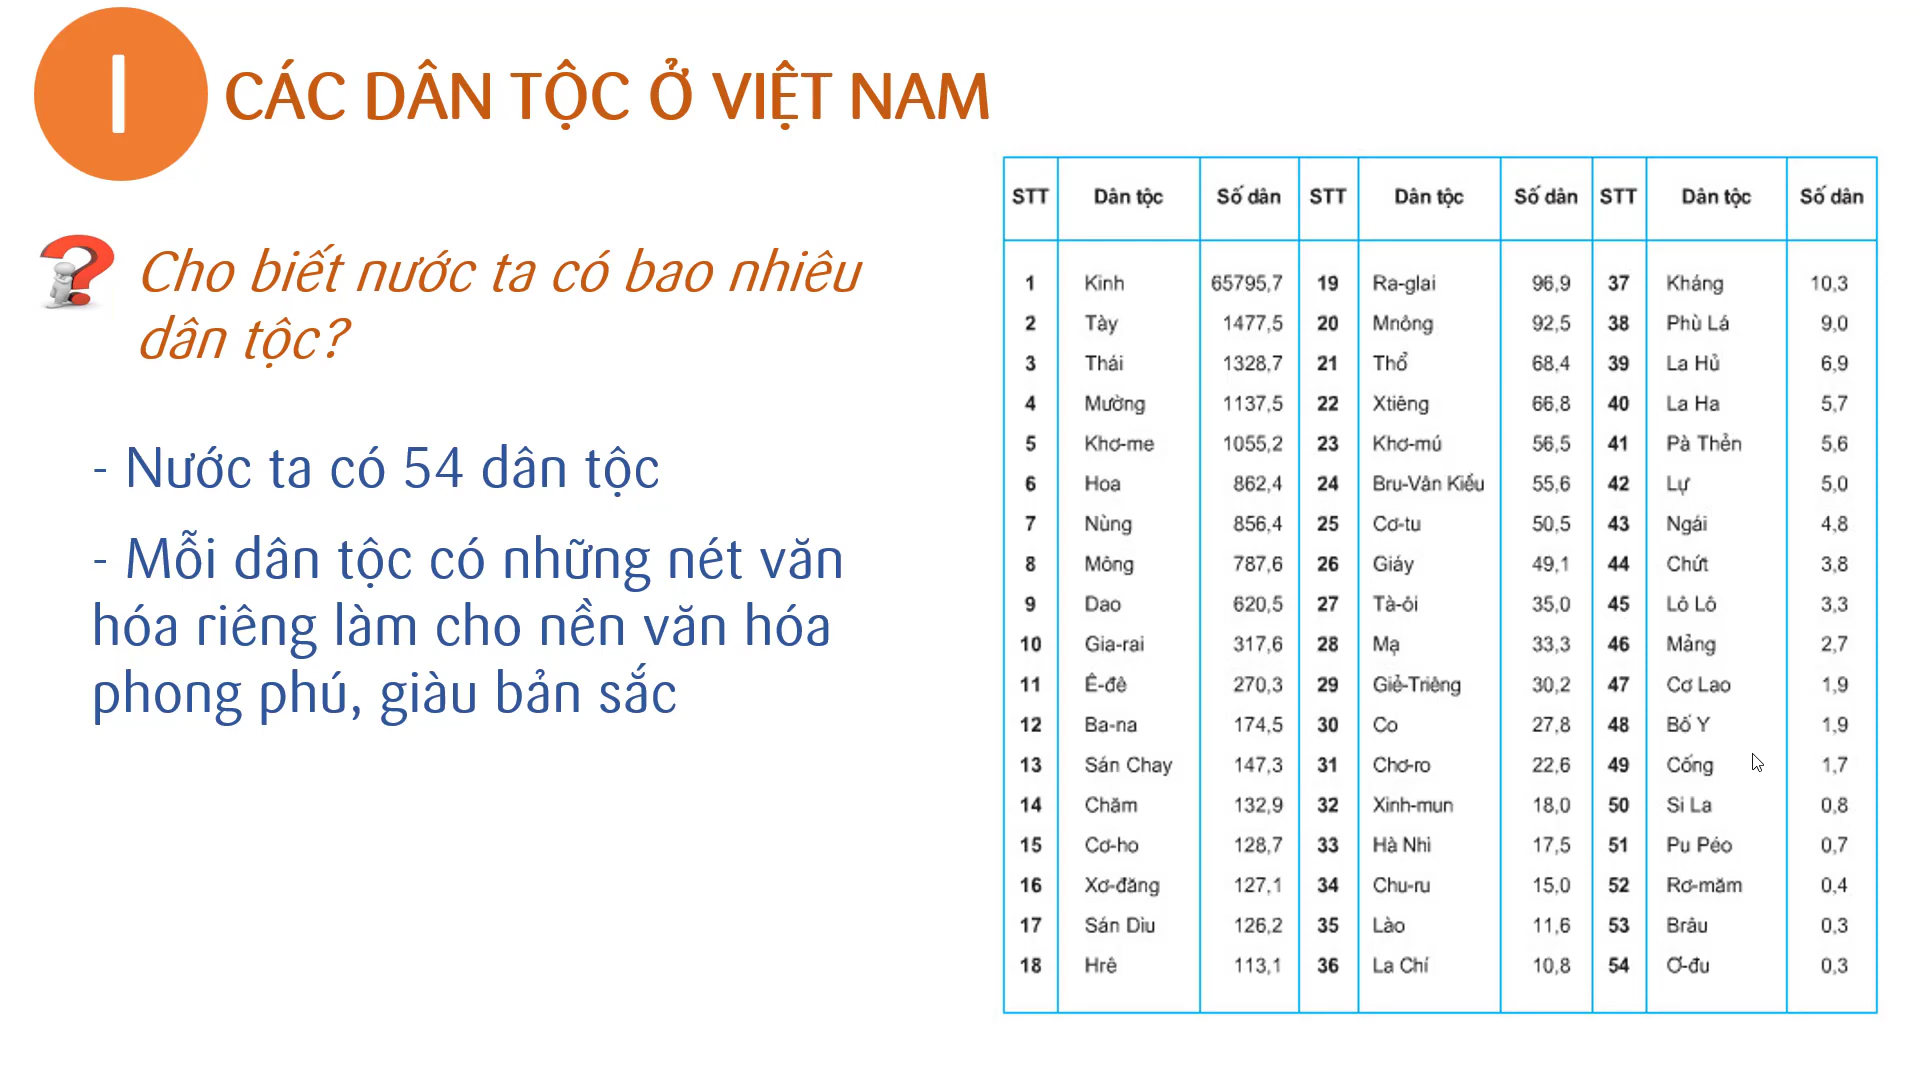 I
CÁC DÂN TỘC Ở VIỆT NAM
Cho biết nước ta có bao nhiêu
dân tộc?
- Nước ta có 54 dân tộc
- Mỗi dân tộc có những nét văn
hóa riêng làm cho nền văn hóa
phong phú, giàu bản sắc
STT Dân tộc Số dân STT Dân tộc Số dân STT Dân tộc Số dân
1 Kinh 65795,7 19 Ra-glai 96,9 37 Kháng 10,3
2 Tày 1477,5 20 Mnông 92,5 38 Phù Lá 9,0
3 Thái 1328,7 21 Thổ 68,4 39 La Hủ 6,9
4 Mường 1137,5 22 Xtiêng 66,8 40 La Ha 5,7
5 Khơ-me 1055,2 23 Khơ-mú 56,5 41 Pà Thẻn 5,6
6 Hoa 862,4 24 Bru-Vân Kiều 55,6 42 Lự 5,0
7 Nùng 856,4 25 Cơ-tu 50,5 43 Ngái 4,8
8 Mông 787,6 26 Giáy 49,1 44 Chứt 3,8
9 Dao 620,5 27 Tà-ôi 35,0 45 Lô Lô 3,3
10 Gia-rai 317,6 28 Mạ 33,3 46 Mảng 2,7
11 Ê-đê 270,3 29 Giẻ-Triêng 30,2 47 Cơ Lao 1,9
12 Ba-na 174,5 30 Co 27,8 48 Bố Y 1,9
13 Sán Chay 147,3 31 Chơ-ro 22,6 49 Cống 1,7
14 Chăm 132,9 32 Xinh-mun 18,0 50 Si La 0,8
15 Cơ-ho 128,7 33 Hà Nhì 17,5 51 Pu Péo 0,7
16 Xơ-đăng 127,1 34 Chu-ru 15,0 52 Rơ-măm 0,4
17 Sán Dìu 126,2 35 Lào 11,6 53 Brâu 0,3
18 Hrê 113,1 36 La Chí 10,8 54 Ơ-đu 0,3